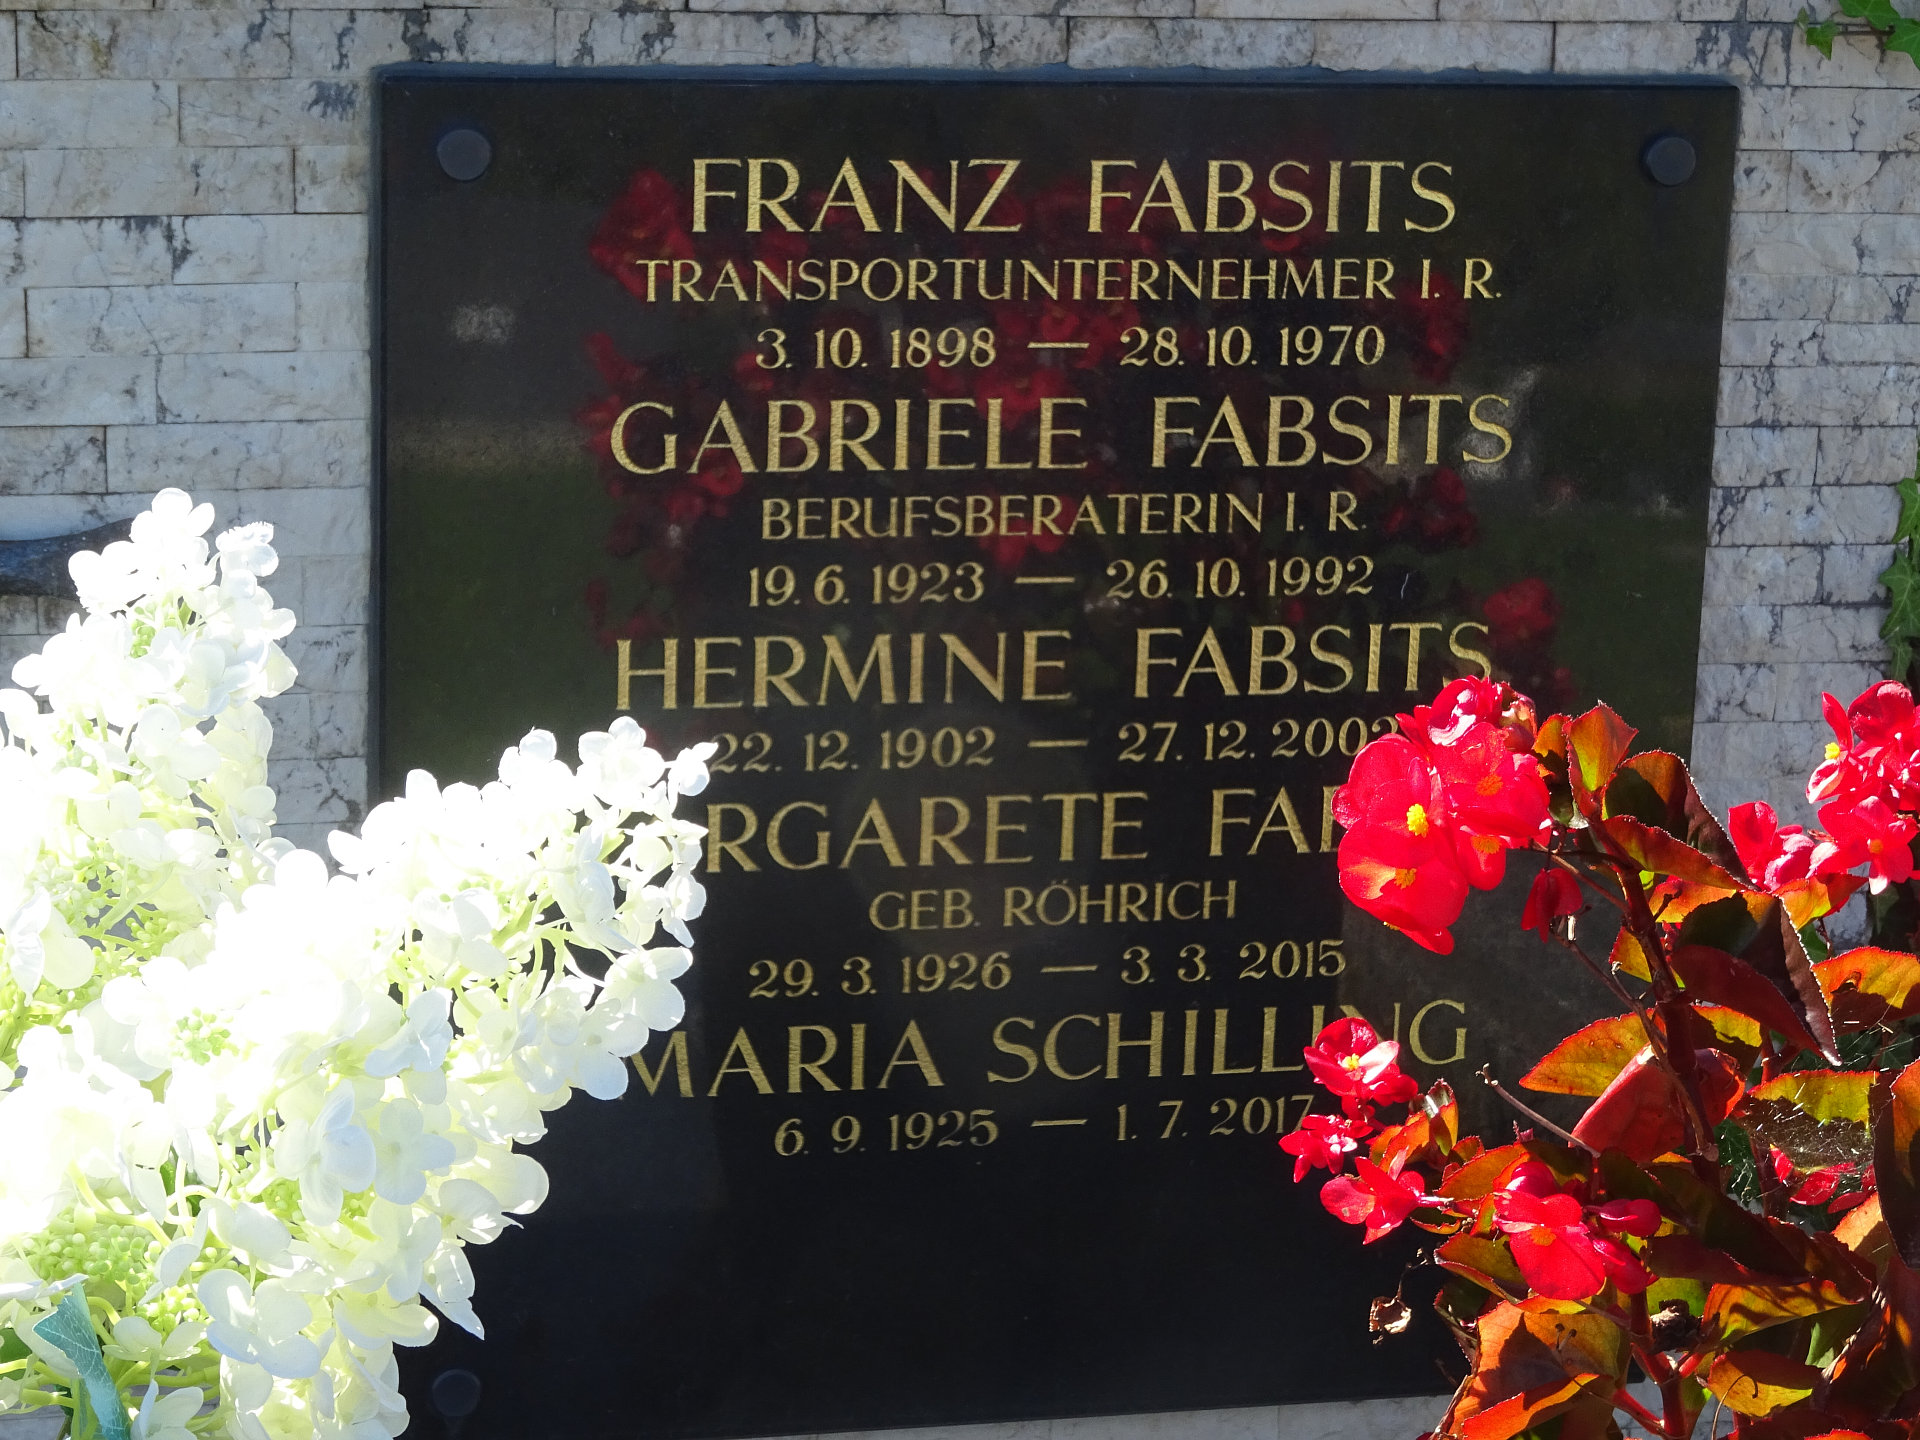 FRANZ FABSITS
TRANSPORTUNTERNEHMER I. R.
3. 10. 1898 — 28. 10. 1970
GABRIELE FABSITS
BERUFSBERATERIN I. R.
19. 6. 1923 — 26. 10. 1992
HERMINE FABSITS
22. 12. 1902 — 27. 12. 2002
GEB. RÖHRICH
29. 3. 1926 — 3. 3. 2015
MARIA SCHILLING
6. 9. 1925 — 1. 7. 2017